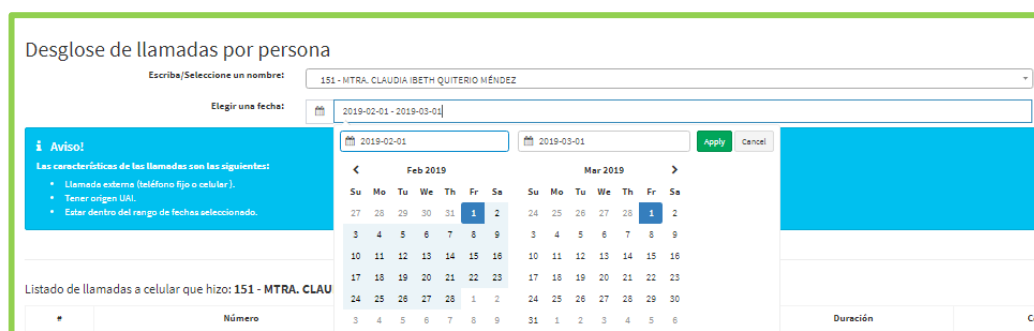 Desglose de llamadas por persona
Escriba/Seleccione un nombre:
151 - MTRA. CLAUDIA IBETH QUITERIO MÉNDEZ
Elegir una fecha:
2019-02-01 - 2019-03-01
Aviso!
Las características de las llamadas son las siguientes:
Llamada externa (teléfono fijo o celular ).
Tener origen UAI.
Estar dentro del rango de fechas seleccionado.
2019-02-01
2019-03-01
Apply
Cancel
Feb 2019
Su Mo Tu We Th Fr Sa
27 28 29 30 31 1 2
3 4 5 6 7 8 9
10 11 12 13 14 15 16
17 18 19 20 21 22 23
24 25 26 27 28 1 2
3 4 5 6 7 8 9
Mar 2019
Su Mo Tu We Th Fr Sa
24 25 26 27 28 1 2
3 4 5 6 7 8 9
10 11 12 13 14 15 16
17 18 19 20 21 22 23
24 25 26 27 28 29 30
31 1 2 3 4 5 6
Listado de llamadas a celular que hizo: 151 - MTRA. CLAU
# Número Duración